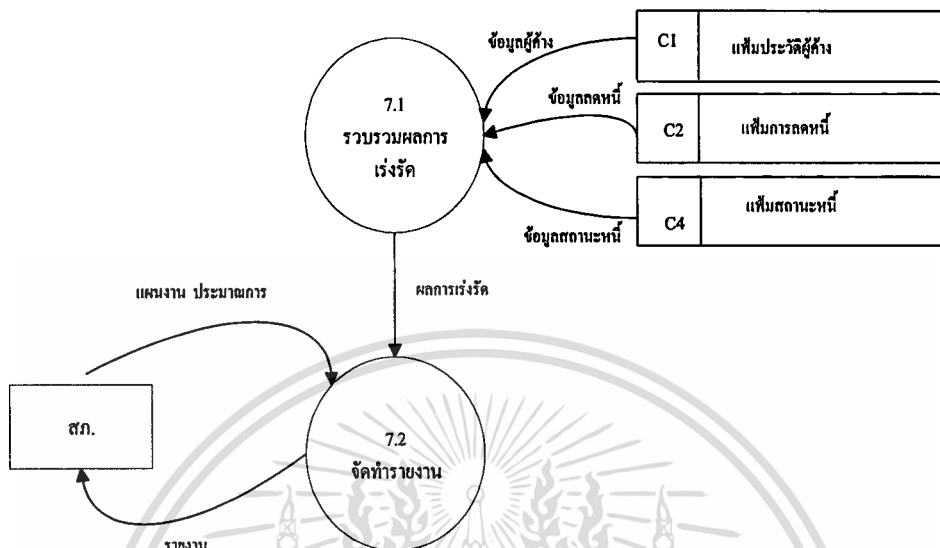 ข้อมูลผู้ค้าง
C1 แฟ้มประวัติผู้ค้าง
7.1
รวบรวมผลการ
เร่งรัด
ข้อมูลลดหนี้
C2 แฟ้มการลดหนี้
C4 แฟ้มสถานะหนี้
ข้อมูลสถานะหนี้
แผนงาน ประมาณการ
ผลการเร่งรัด
สภ.
7.2
จัดทำรายงาน
รายงาน